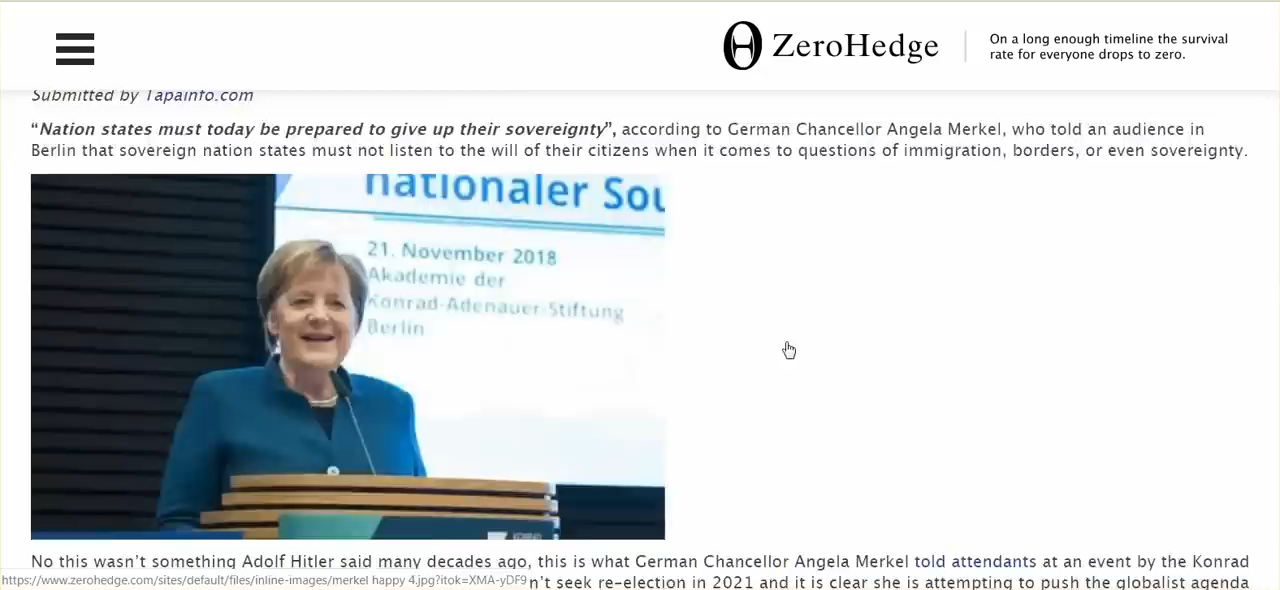 ZeroHedge
On a long enough timeline the survival
rate for everyone drops to zero.
Submitted by Tapainfo.com
“Nation states must today be prepared to give up their sovereignty”, according to German Chancellor Angela Merkel, who told an audience in
Berlin that sovereign nation states must not listen to the will of their citizens when it comes to questions of immigration, borders, or even sovereignty.
nationaler Sou
21. November 2018
Akademie der
Konrad-Adenauer-Stiftung
Berlin
No this wasn’t something Adolf Hitler said many decades ago, this is what German Chancellor Angela Merkel told attendants at an event by the Konrad
https://www.zerohedge.com/sites/default/files/inline-images/merkel happy 4.jpg?itok=XMA-yDF9
n’t seek re-election in 2021 and it is clear she is attempting to push the globalist agenda